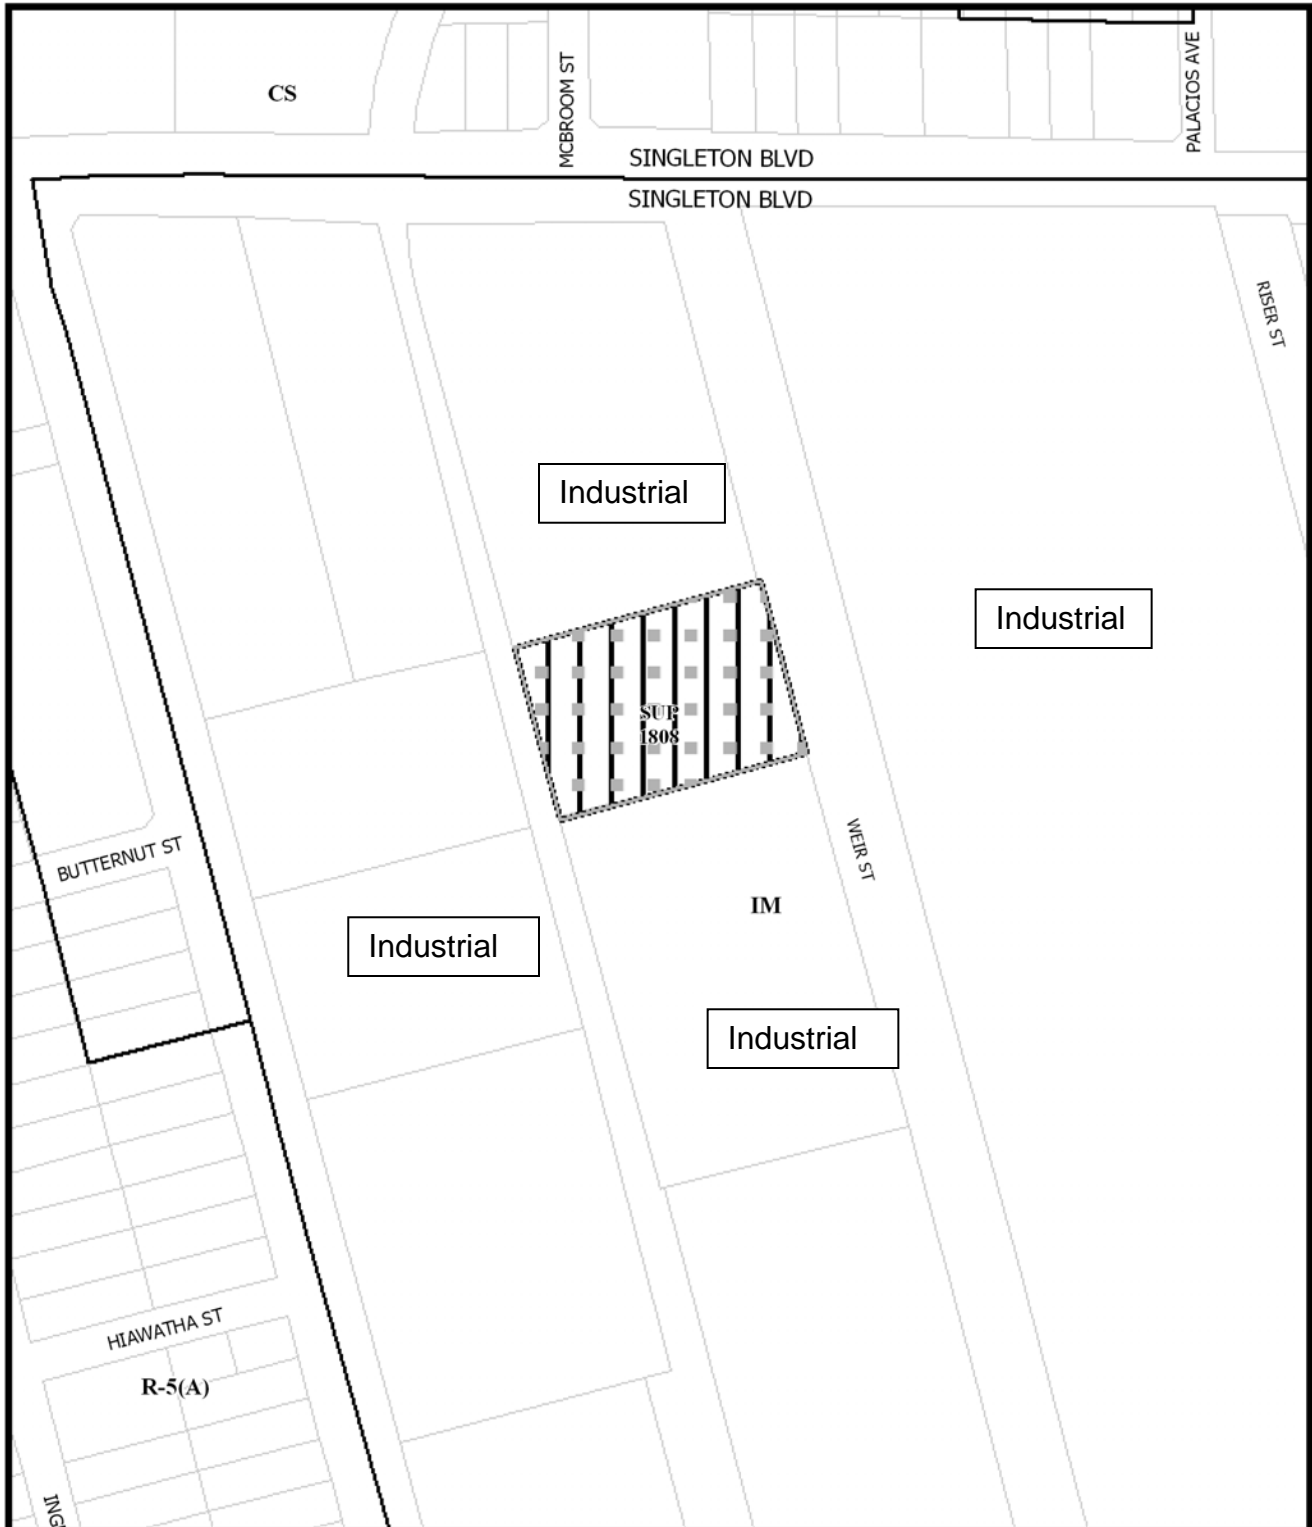 CS
MCBROOM ST
PALACIOS AVE
SINGLETON BLVD
SINGLETON BLVD
RISER ST
Industrial
Industrial
SUP
1808
WEIR ST
BUTTERNUT ST
IM
Industrial
Industrial
HIAWATHA ST
R-5(A)